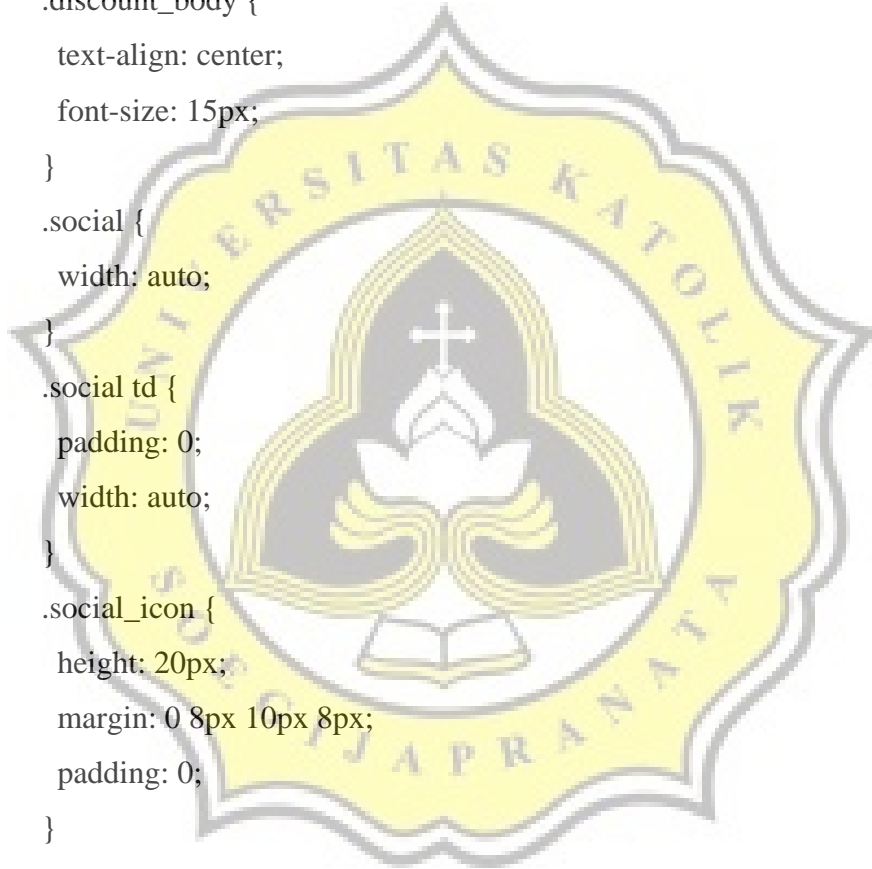 .discount_body {
text-align: center;
font-size: 15px;
}
.social {
width: auto;
}
.social td {
padding: 0;
width: auto;
}
.social_icon {
height: 20px;
margin: 0 8px 10px 8px;
padding: 0;
}
UNIVERSITAS KATOLIK
SOEGIJAPRANATA